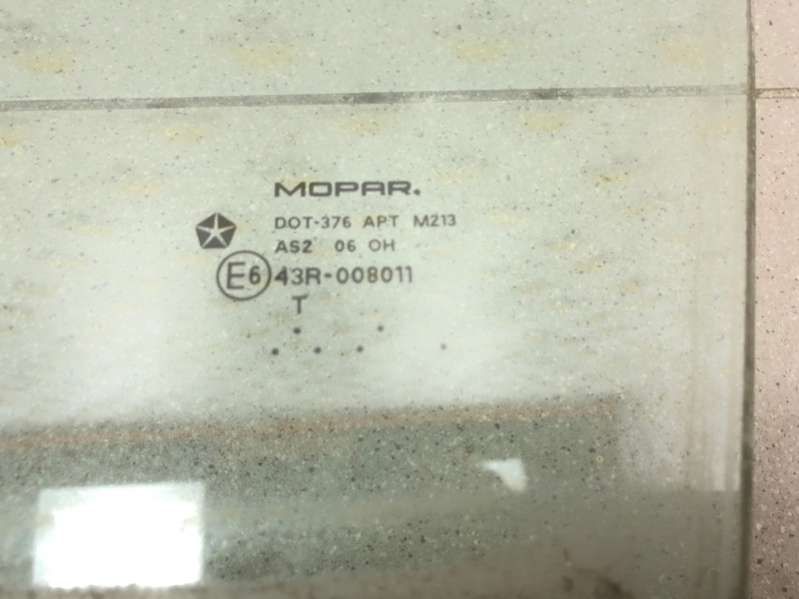 MOPAR.
DOT-376 APT M213
AS2 06 OH
E6 43R-008011
T